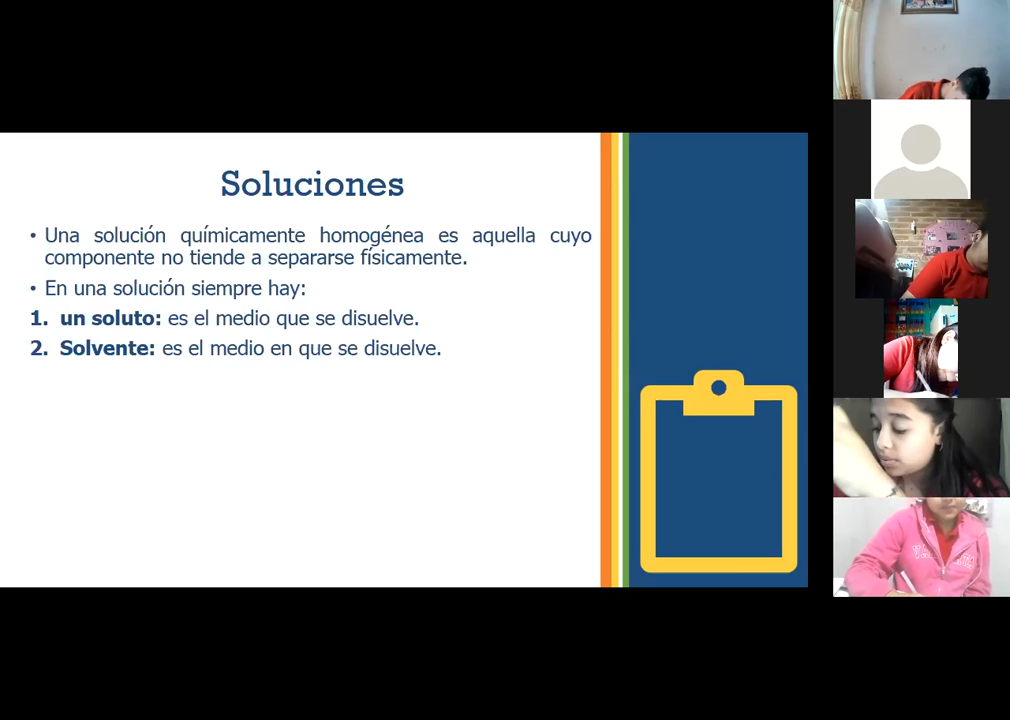 Soluciones
• Una solución químicamente homogénea es aquella cuyo
componente no tiende a separarse físicamente.
• En una solución siempre hay:
1. un soluto: es el medio que se disuelve.
2. Solvente: es el medio en que se disuelve.